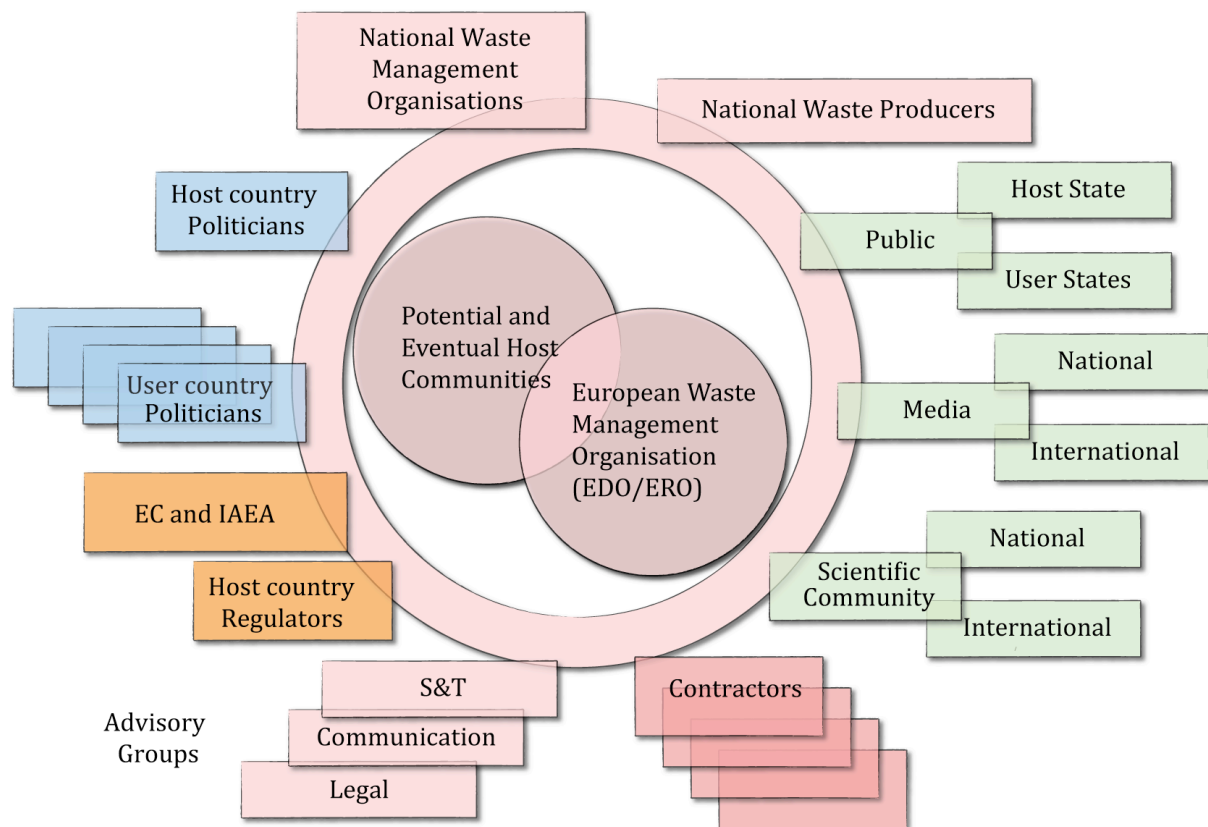 National Waste
Management
Organisations
National Waste Producers
Host country
Politicians
Host State
Public
User States
Potential and
Eventual Host
Communities
User country
Politicians
National
Media
International
European Waste
Management
Organisation
(EDO/ERO)
EC and IAEA
Host country
Regulators
National
Scientific
Community
International
S&T
Communication
Legal
Advisory
Groups
Contractors